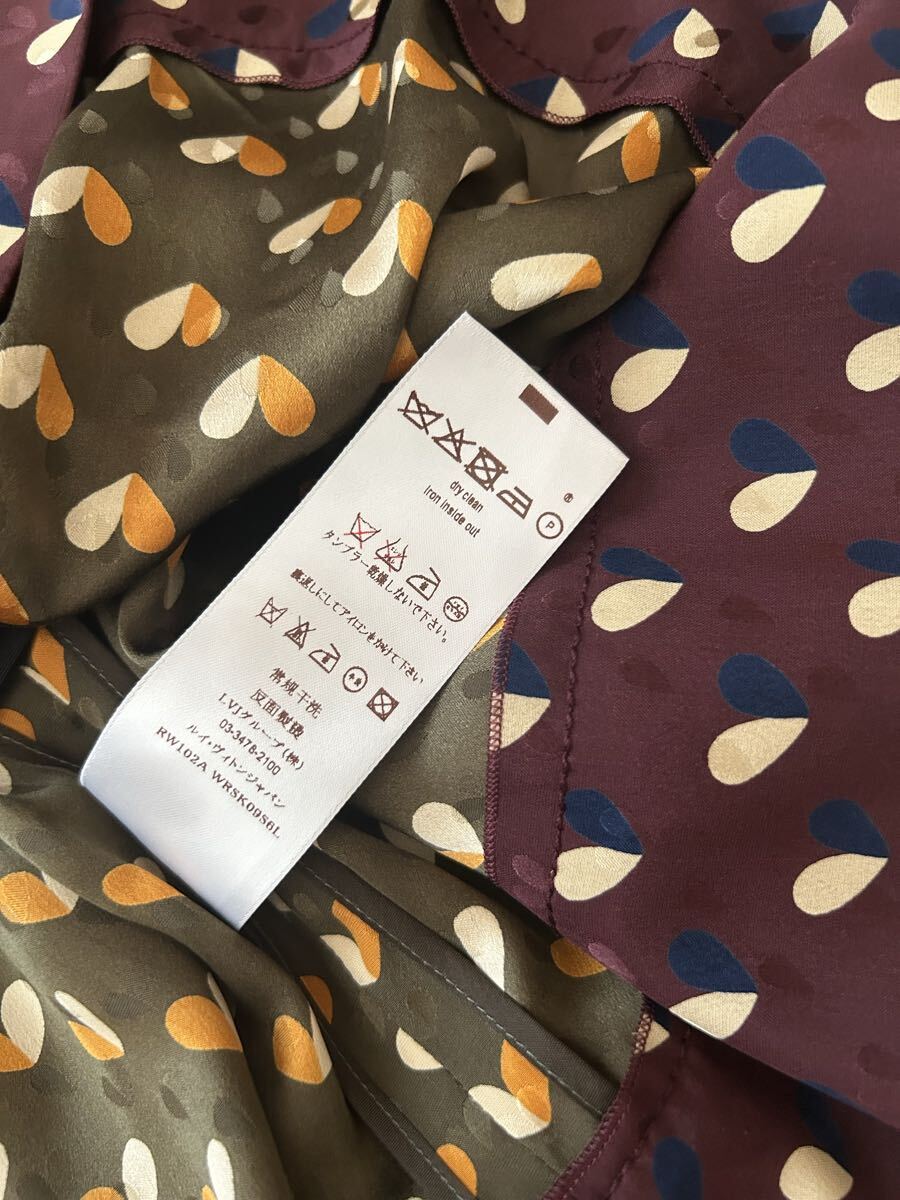 ®
P
dry clean
iron inside out
タンブラー乾燥しないで下さい。
裏返しにしてアイロンをかけて下さい
常规干洗
反面製後
LVJグループ(株)
03-3478-2100
ルイ・ヴィトンジャパン
RW102A WRSK09S6L